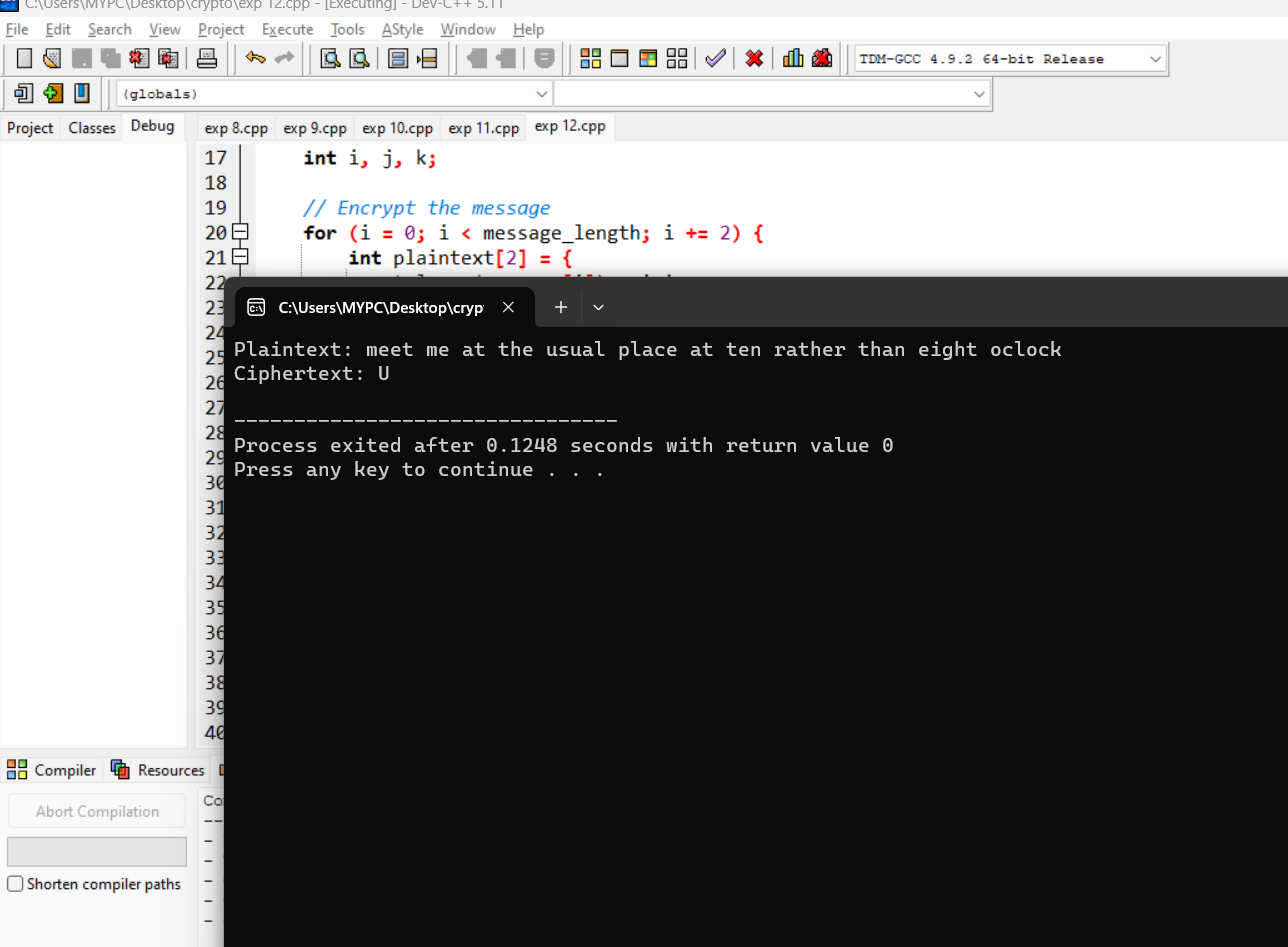 C:\Users\MYPC\Desktop\crypto\exp 12.cpp - [Executing] - Dev-C++ 5.11
File Edit Search View Project Execute Tools AStyle Window Help
TDM-GCC 4.9.2 64-bit Release
(globals)
Project Classes Debug
exp 8.cpp exp 9.cpp exp 10.cpp exp 11.cpp exp 12.cpp
17 int i, j, k;
18
19 // Encrypt the message
20 for (i = 0; i < message_length; i += 2) {
21 int plaintext[2] = {
22
23
24
25
26
27
28
29
30
31
32
33
34
35
36
37
38
39
40
C:\Users\MYPC\Desktop\cryp
Plaintext: meet me at the usual place at ten rather than eight oclock
Ciphertext: U
--------------------------------
Process exited after 0.1248 seconds with return value 0
Press any key to continue . . .
Compiler Resources
Abort Compilation
Shorten compiler paths
Co
--
-
-
-
-
-